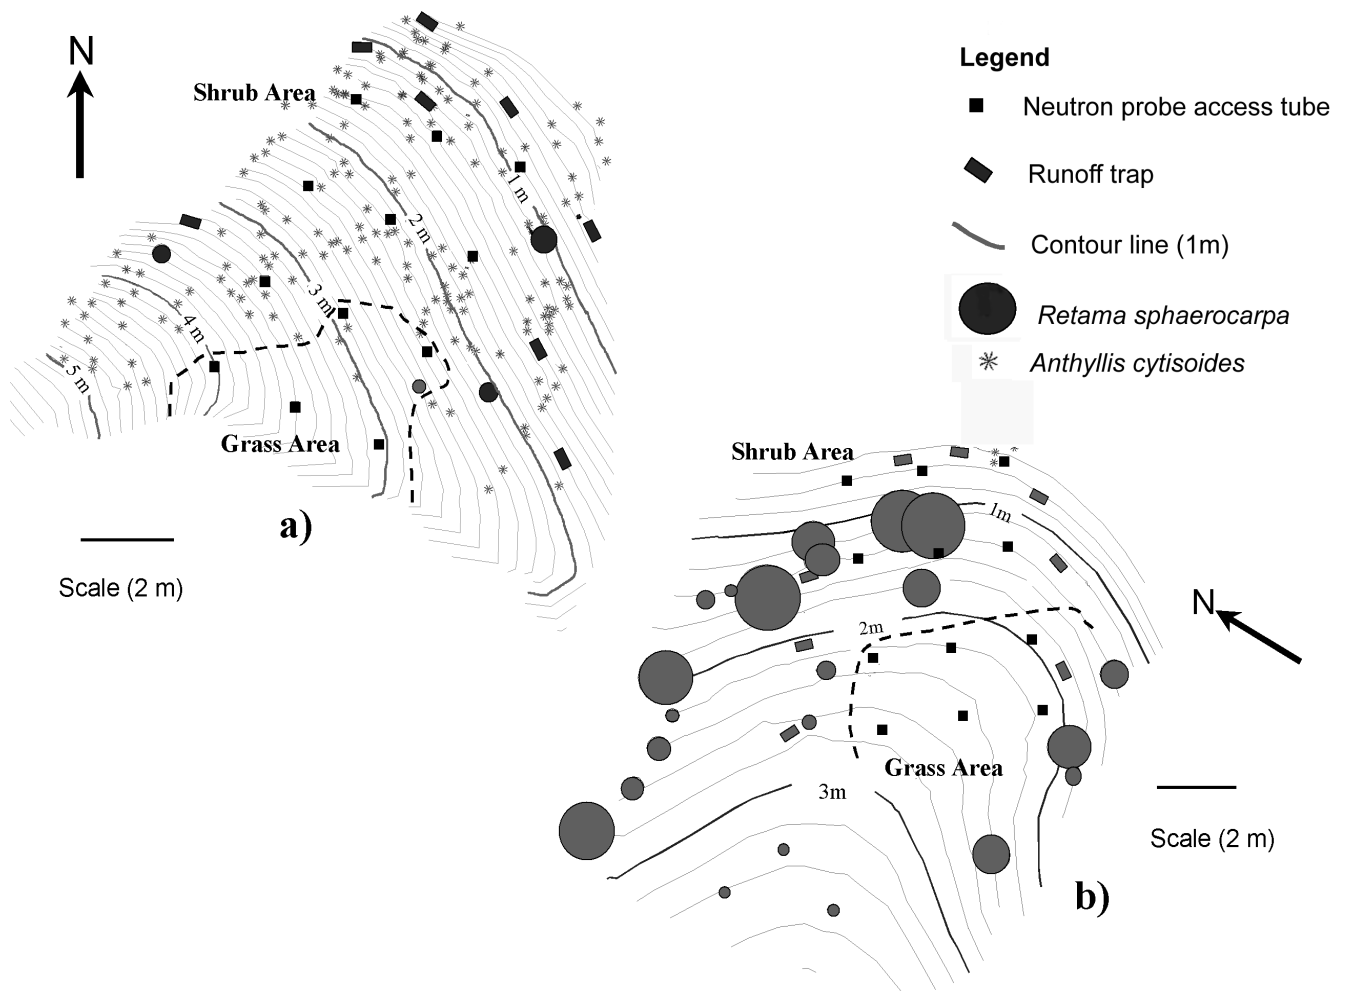 N
Shrub Area
1 m
2 m
3 m
4 m
5 m
Grass Area
a)
Scale (2 m)
Legend
Neutron probe access tube
Runoff trap
Contour line (1m)
Retama sphaerocarpa
Anthyllis cytisoides
Shrub Area
1m
N
2m
Grass Area
3m
Scale (2 m)
b)